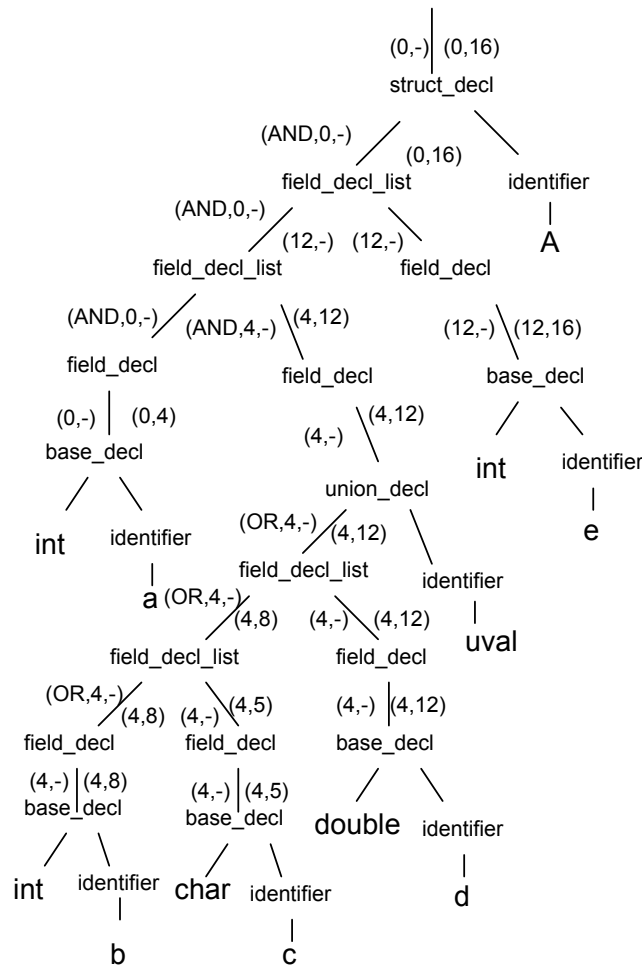 (0,-) (0,16)
struct_decl
(AND,0,-) (0,16)
field_decl_list identifier
(AND,0,-) (12,-) (12,-) A
field_decl_list field_decl
(AND,0,-) (AND,4,-) (4,12) (12,-) (12,16)
field_decl field_decl base_decl
(0,-) (0,4) (4,-) (4,12)
base_decl int identifier
union_decl e
int identifier (OR,4,-) (4,12)
a field_decl_list identifier
(OR,4,-) (4,8) (4,-) (4,12) uval
field_decl_list field_decl
(OR,4,-) (4,8) (4,-) (4,5) (4,-) (4,12)
field_decl field_decl base_decl
(4,-) (4,8) (4,-) (4,5)
base_decl base_decl double identifier
int identifier char identifier d
b c